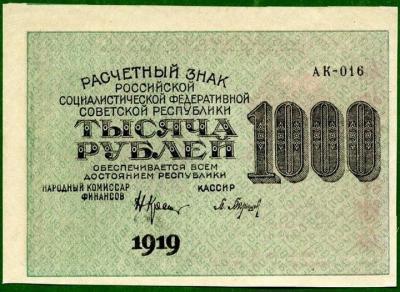 РАСЧЕТНЫЙ ЗНАК
АК-016
РОССИЙСКОЙ
СОЦИАЛИСТИЧЕСКОЙ ФЕДЕРАТИВНОЙ
СОВЕТСКОЙ РЕСПУБЛИКИ
ТЫСЯЧА
РУБЛЕЙ
1000
ОБЕСПЕЧИВАЕТСЯ ВСЕМ
ДОСТОЯНИЕМ РЕСПУБЛИКИ
НАРОДНЫЙ КОМИССАР
ФИНАНСОВ
КАССИР
1919